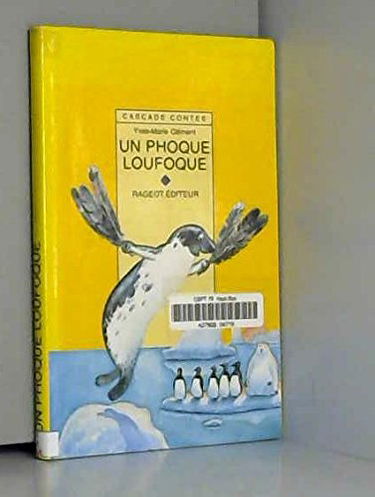 CASCADE CONTES
Yves-Marie Clément
UN PHOQUE
LOUFOQUE
RAGEOT ÉDITEUR
UN PHOQUE LOUFOQUE